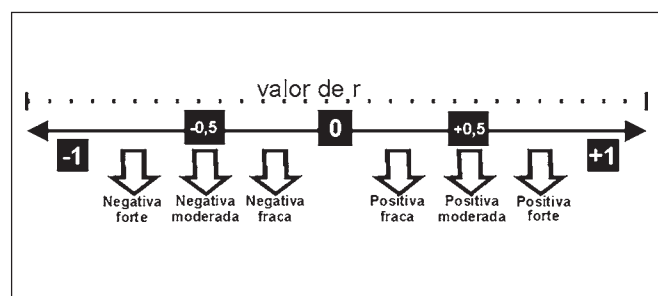 valor de r
-0,5 0 +0,5
-1 +1
Negativa forte Negativa moderada Negativa fraca Positiva fraca Positiva moderada Positiva forte